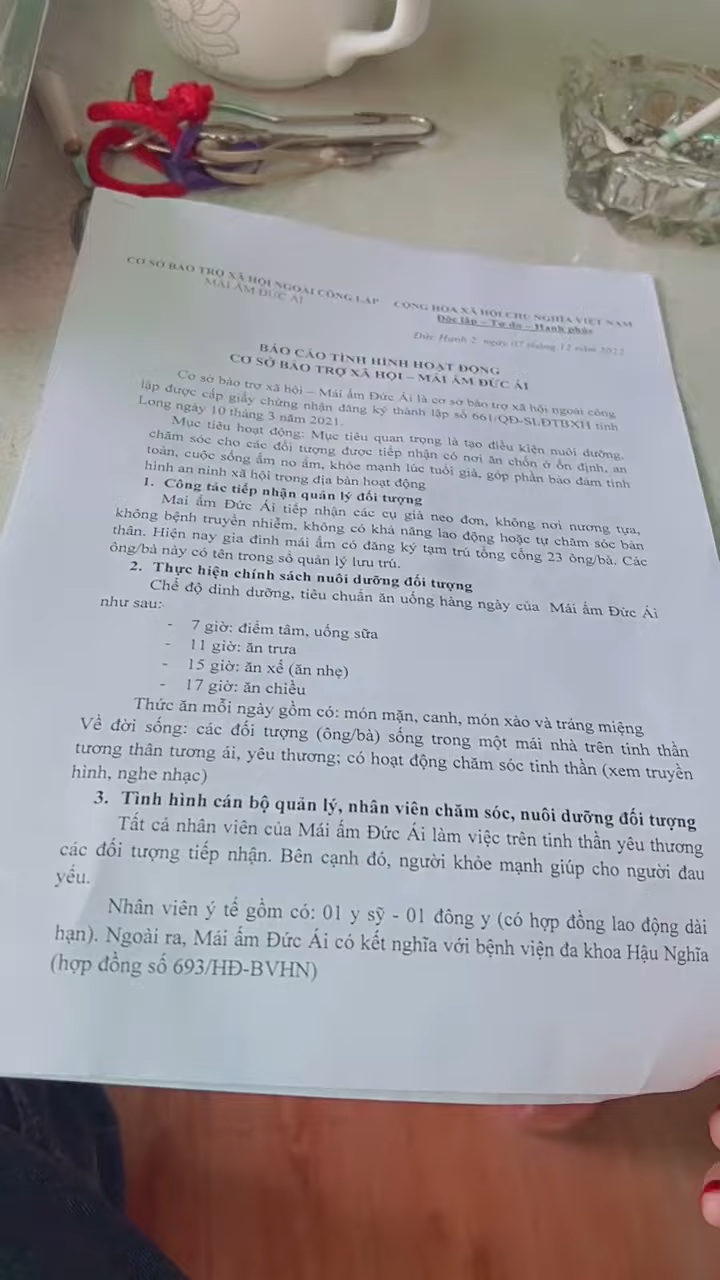 CƠ SỞ BẢO TRỢ XÃ HỘI NGOÀI CÔNG LẬP
MÁI ẤM ĐỨC ÁI
CỘNG HÒA XÃ HỘI CHỦ NGHĨA VIỆT NAM
Độc lập – Tự do – Hạnh phúc
Đức Hạnh 2, ngày 07 tháng 12 năm 2022
BÁO CÁO TÌNH HÌNH HOẠT ĐỘNG
CƠ SỞ BẢO TRỢ XÃ HỘI – MÁI ẤM ĐỨC ÁI
Cơ sở bảo trợ xã hội – Mái ấm Đức Ái là cơ sở bảo trợ xã hội ngoài công
lập được cấp giấy chứng nhận đăng ký thành lập số 661/QĐ-SLĐTBXH tỉnh
Long ngày 10 tháng 3 năm 2021.
Mục tiêu hoạt động: Mục tiêu quan trọng là tạo điều kiện nuôi dưỡng,
chăm sóc cho các đối tượng được tiếp nhận có nơi ăn chốn ở ổn định, an
toàn, cuộc sống ấm no ấm, khỏe mạnh lúc tuổi già, góp phần bảo đảm tình
hình an ninh xã hội trong địa bàn hoạt động
1. Công tác tiếp nhận quản lý đối tượng
Mai ấm Đức Ái tiếp nhận các cụ già neo đơn, không nơi nương tựa,
không bệnh truyền nhiễm, không có khả năng lao động hoặc tự chăm sóc bản
thân. Hiện nay gia đình mái ấm có đăng ký tạm trú tổng cộng 23 ông/bà. Các
ông/bà này có tên trong sổ quản lý lưu trú.
2. Thực hiện chính sách nuôi dưỡng đối tượng
Chế độ dinh dưỡng, tiêu chuẩn ăn uống hàng ngày của Mái ấm Đức Ái
như sau:
- 7 giờ: điểm tâm, uống sữa
- 11 giờ: ăn trưa
- 15 giờ: ăn xế (ăn nhẹ)
- 17 giờ: ăn chiều
Thức ăn mỗi ngày gồm có: món mặn, canh, món xào và tráng miệng
Về đời sống: các đối tượng (ông/bà) sống trong một mái nhà trên tinh thần
tương thân tương ái, yêu thương; có hoạt động chăm sóc tinh thần (xem truyền
hình, nghe nhạc)
3. Tình hình cán bộ quản lý, nhân viên chăm sóc, nuôi dưỡng đối tượng
Tất cả nhân viên của Mái ấm Đức Ái làm việc trên tinh thần yêu thương
các đối tượng tiếp nhận. Bên cạnh đó, người khỏe mạnh giúp cho người đau
yếu.
Nhân viên y tế gồm có: 01 y sỹ - 01 đông y (có hợp đồng lao động dài
hạn). Ngoài ra, Mái ấm Đức Ái có kết nghĩa với bệnh viện đa khoa Hậu Nghĩa
(hợp đồng số 693/HĐ-BVHN)